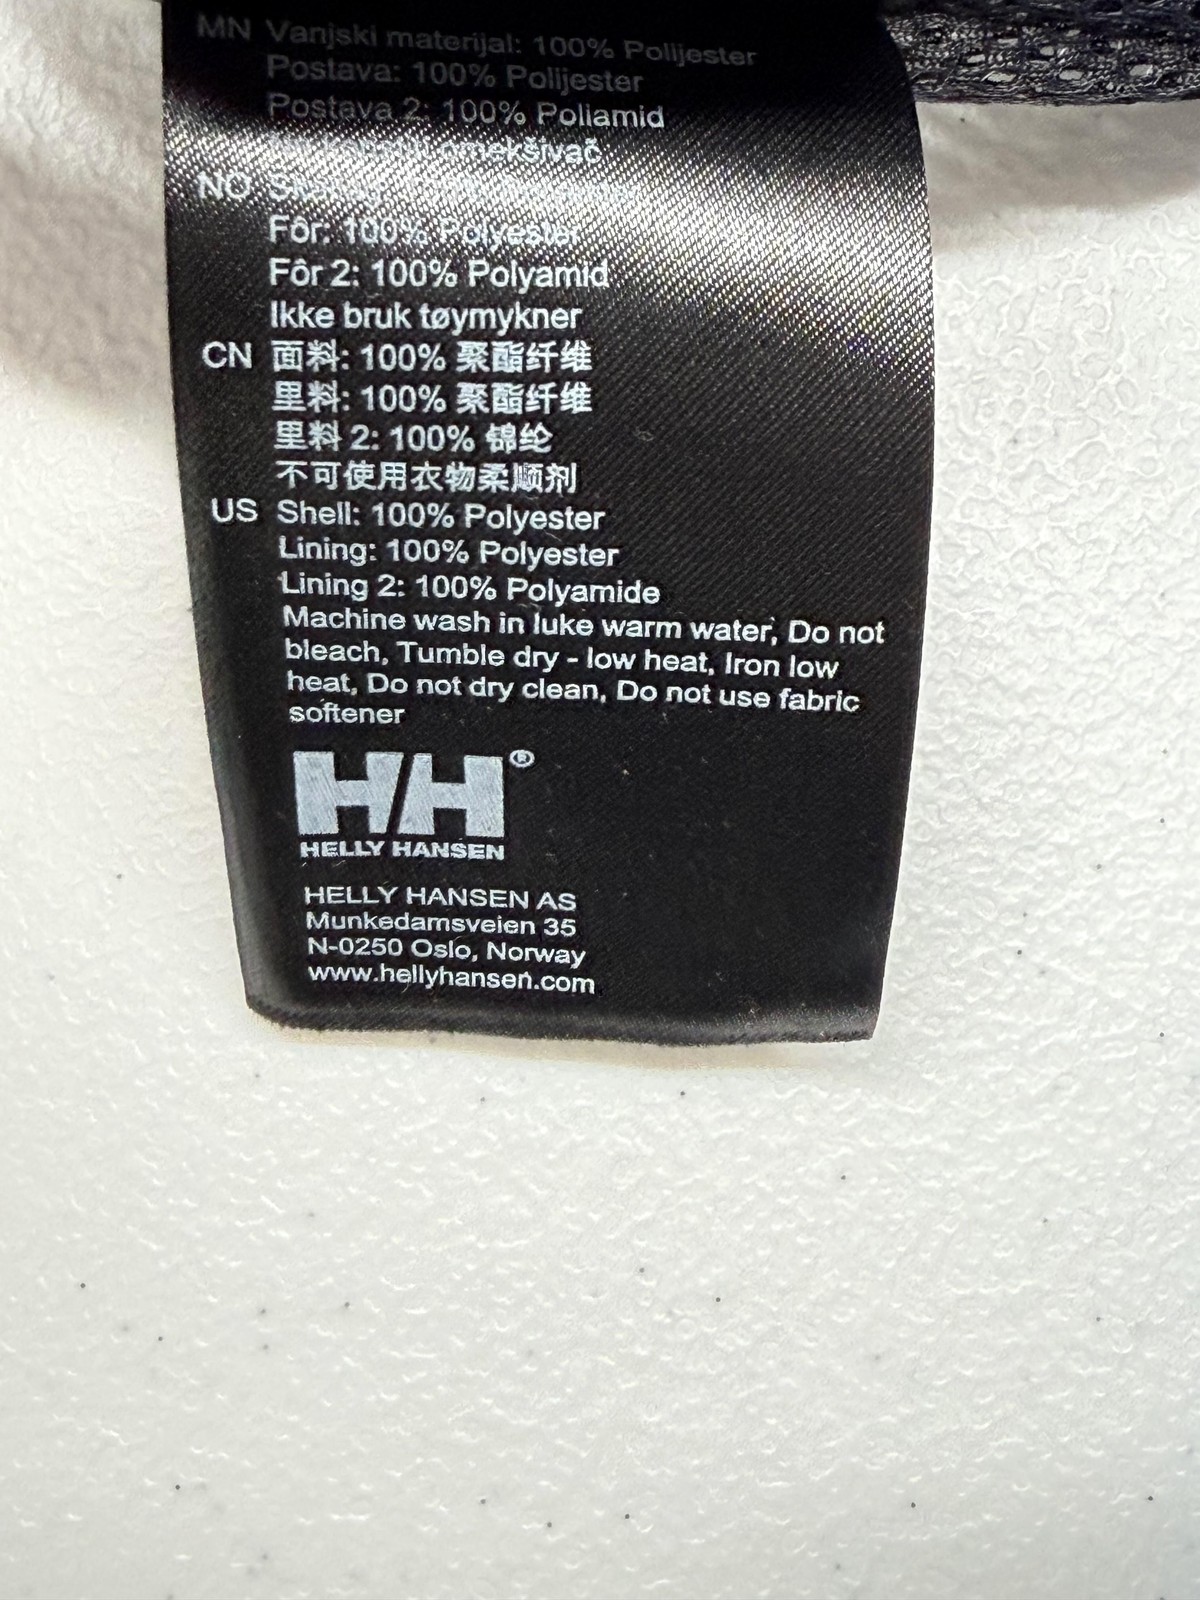 MN Vanjski materijal: 100% Polijester
Postava: 100% Polijester
Postava 2: 100% Poliamid
omekšivač
NO
Fôr: 100% Polyester
Fôr 2: 100% Polyamid
Ikke bruk tøymykner
CN 面料: 100% 聚酯纤维
里料: 100% 聚酯纤维
里料 2: 100% 锦纶
不可使用衣物柔顺剂
US Shell: 100% Polyester
Lining: 100% Polyester
Lining 2: 100% Polyamide
Machine wash in luke warm water, Do not
bleach, Tumble dry - low heat, Iron low
heat, Do not dry clean, Do not use fabric
softener
HH®
HELLY HANSEN
HELLY HANSEN AS
Munkedamsveien 35
N-0250 Oslo, Norway
www.hellyhansen.com